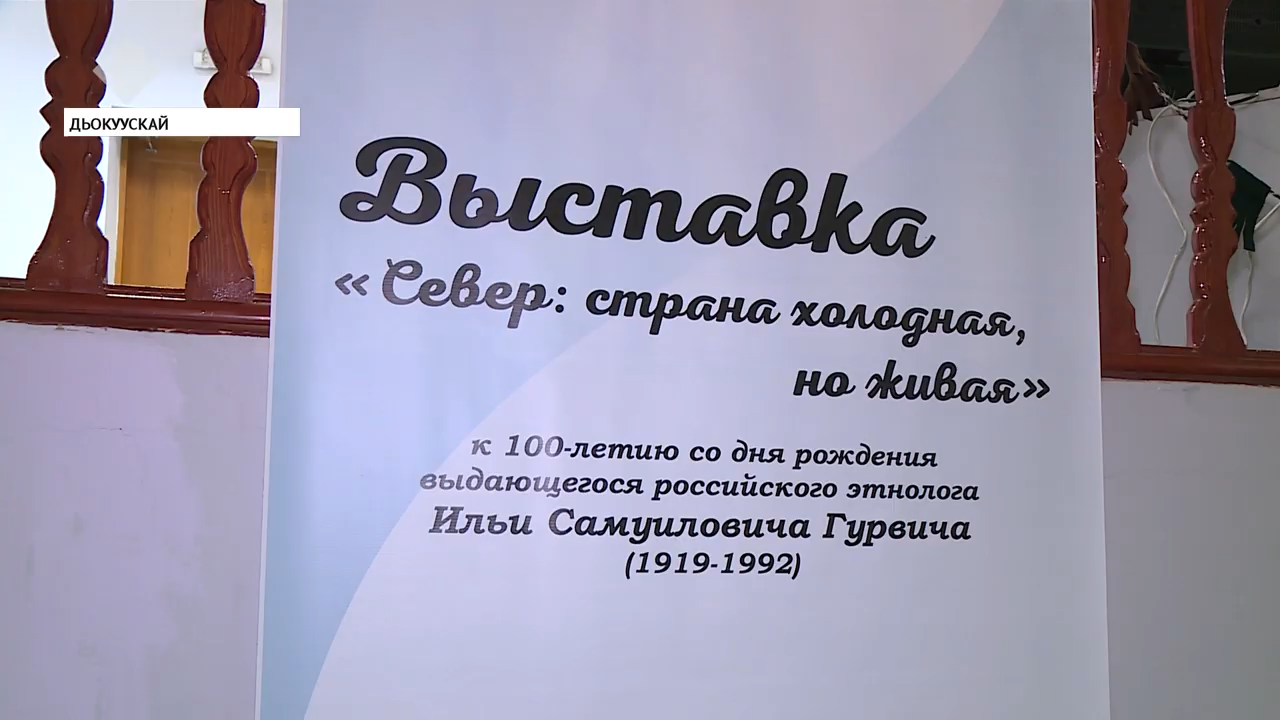 ДЬОКУУСКАЙ
Выставка
«Север: страна холодная,
но живая»
к 100-летию со дня рождения
выдающегося российского этнолога
Ильи Самуиловича Гурвича
(1919-1992)